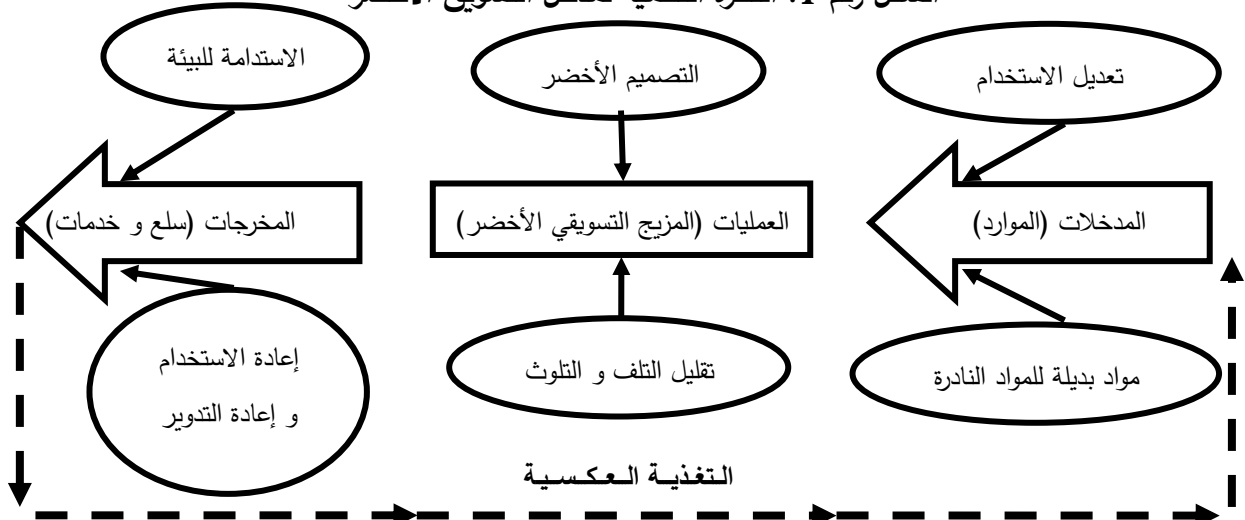 تعديل الاستخدام
التصميم الأخضر
الاستدامة للبيئة
المدخلات (الموارد)
العمليات (المزيج التسويقي الأخضر)
المخرجات (سلع و خدمات)
مواد بديلة للمواد النادرة
تقليل التلف و التلوث
إعادة الاستخدام
و إعادة التدوير
التغذية العكسية